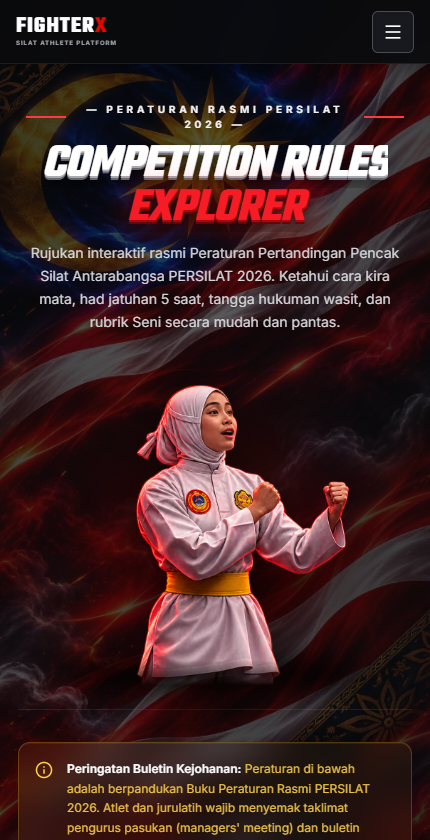 FIGHTERX
SILAT ATHLETE PLATFORM
— PERATURAN RASMI PERSILAT
2026 —
COMPETITION RULES
EXPLORER
Rujukan interaktif rasmi Peraturan Pertandingan Pencak
Silat Antarabangsa PERSILAT 2026. Ketahui cara kira
mata, had jatuhan 5 saat, tangga hukuman wasit, dan
rubrik Seni secara mudah dan pantas.
Peringatan Buletin Kejohanan: Peraturan di bawah
adalah berpandukan Buku Peraturan Rasmi PERSILAT
2026. Atlet dan jurulatih wajib menyemak taklimat
pengurus pasukan (managers' meeting) dan buletin